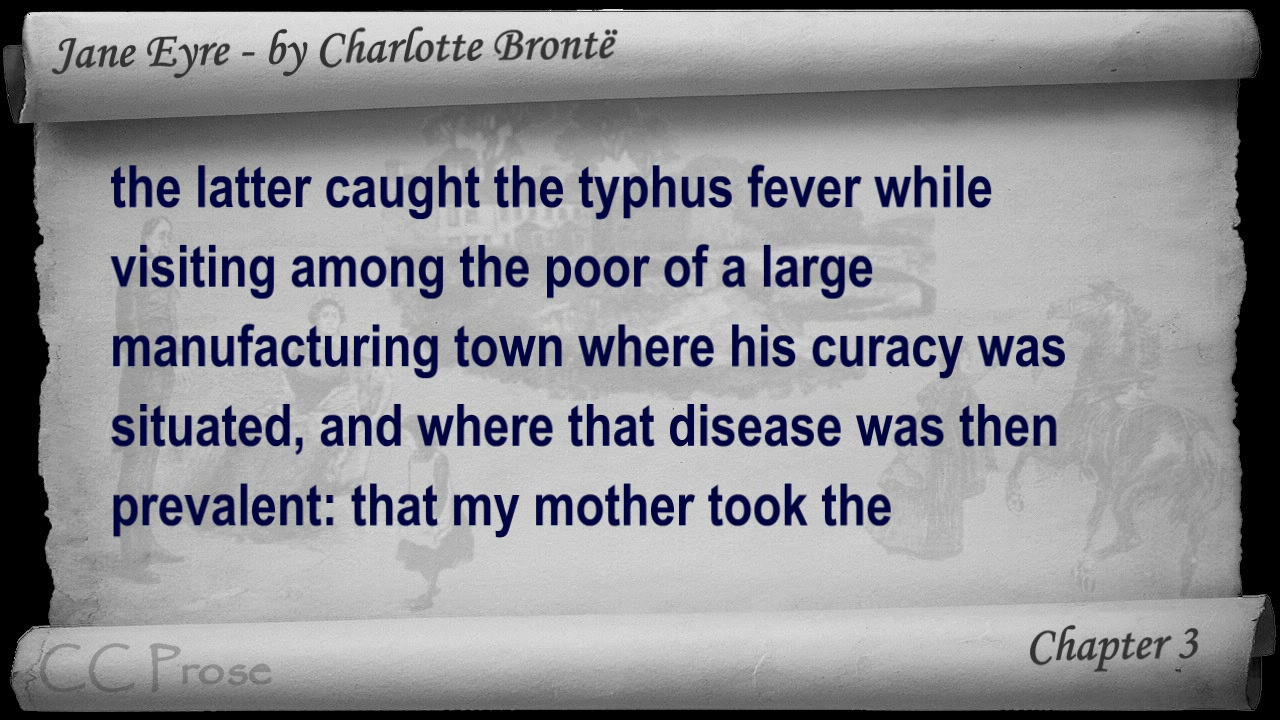 Jane Eyre - by Charlotte Brontë
the latter caught the typhus fever while
visiting among the poor of a large
manufacturing town where his curacy was
situated, and where that disease was then
prevalent: that my mother took the
Chapter 3
CC Prose